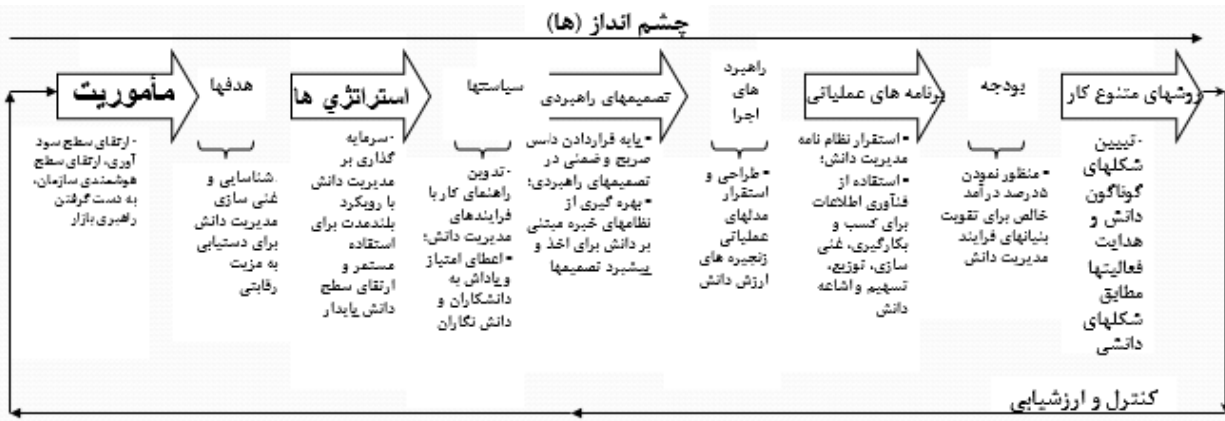 چشم انداز (ها)
مأموریت
- ارتقای سطح سود
آوری، ارتقای سطح
هوشمندی سازمان،
به دست گرفتن
راهبری بازار
هدفها
.شناسایی و
غنی سازی
مدیریت دانش
برای دستیابی
به مزیت
رقابتی
استراتژي ها
-سرمایه
گذاری بر
مدیریت دانش
با رویکرد
بلندمدت برای
استفاده
مستمر و
ارتقای سطح
دانش پایدار
سیاستها
-تدوین
راهنمای کار با
فرایندهای
مدیریت دانش؛
▪اعطای امتیاز
وپاداش به
دانشکاران و
دانش نگاران
تصمیمهای راهبردی
▪پایه قراردادن دانش
صریح وضمنی در
تصمیمهای راهبردی؛
▪بهره گیری از
نظامهای خبره مبتنی
بر دانش برای اخذ و
پیشبرد تصمیمها
راهبرد
های
اجرا
▪طراحی و
استقرار
مدلهای
عملیاتی
زنجیره های
ارزش دانش
برنامه های عملیاتی
▪استقرار نظام نامه
مدیریت دانش؛
▪استفاده از
فنآوری اطلاعات
برای کسب و
بکارگیری، غنی
سازی، توزیع،
تسهیم واشاعه
دانش
بودجه
▪منظور نمودن
۵درصد درآمد
خالص برای تقویت
بنیانهای فرایند
مدیریت دانش
روشهای متنوع کار
-تبیین
شکلهای
گوناگون
دانش و
هدایت
فعالیتها
مطابق
شکلهای
دانشی
کنترل و ارزشیابی